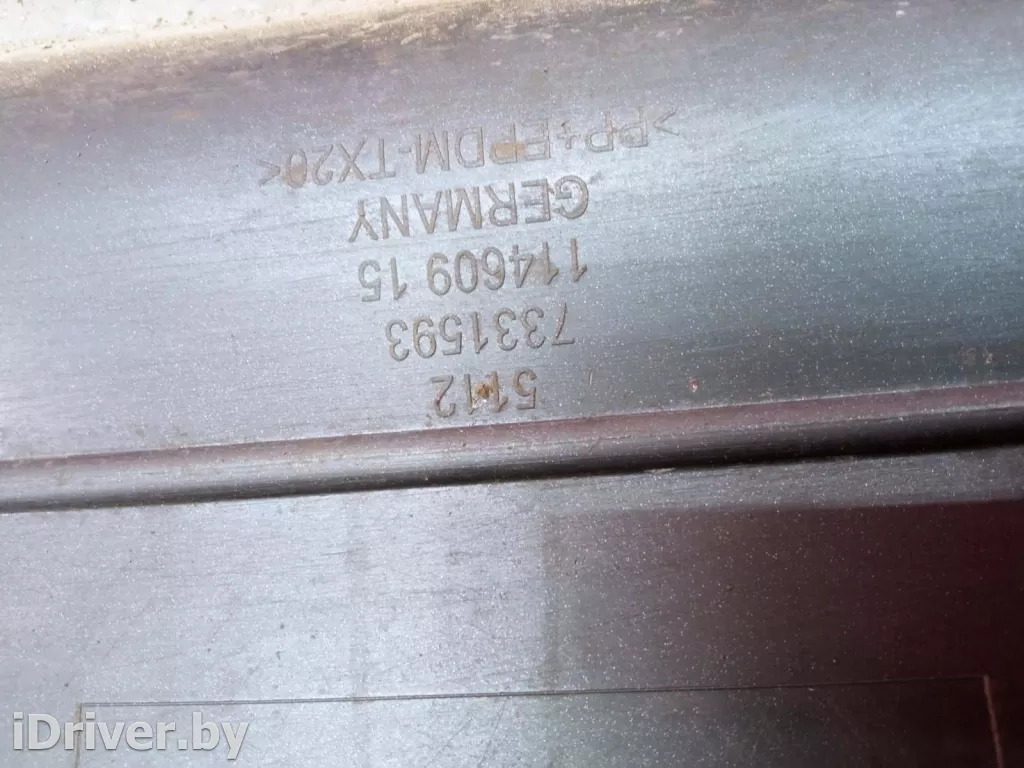 5112
7331593
114609 15
GERMANY
>PP+EPDM-TX20<
iDriver.by